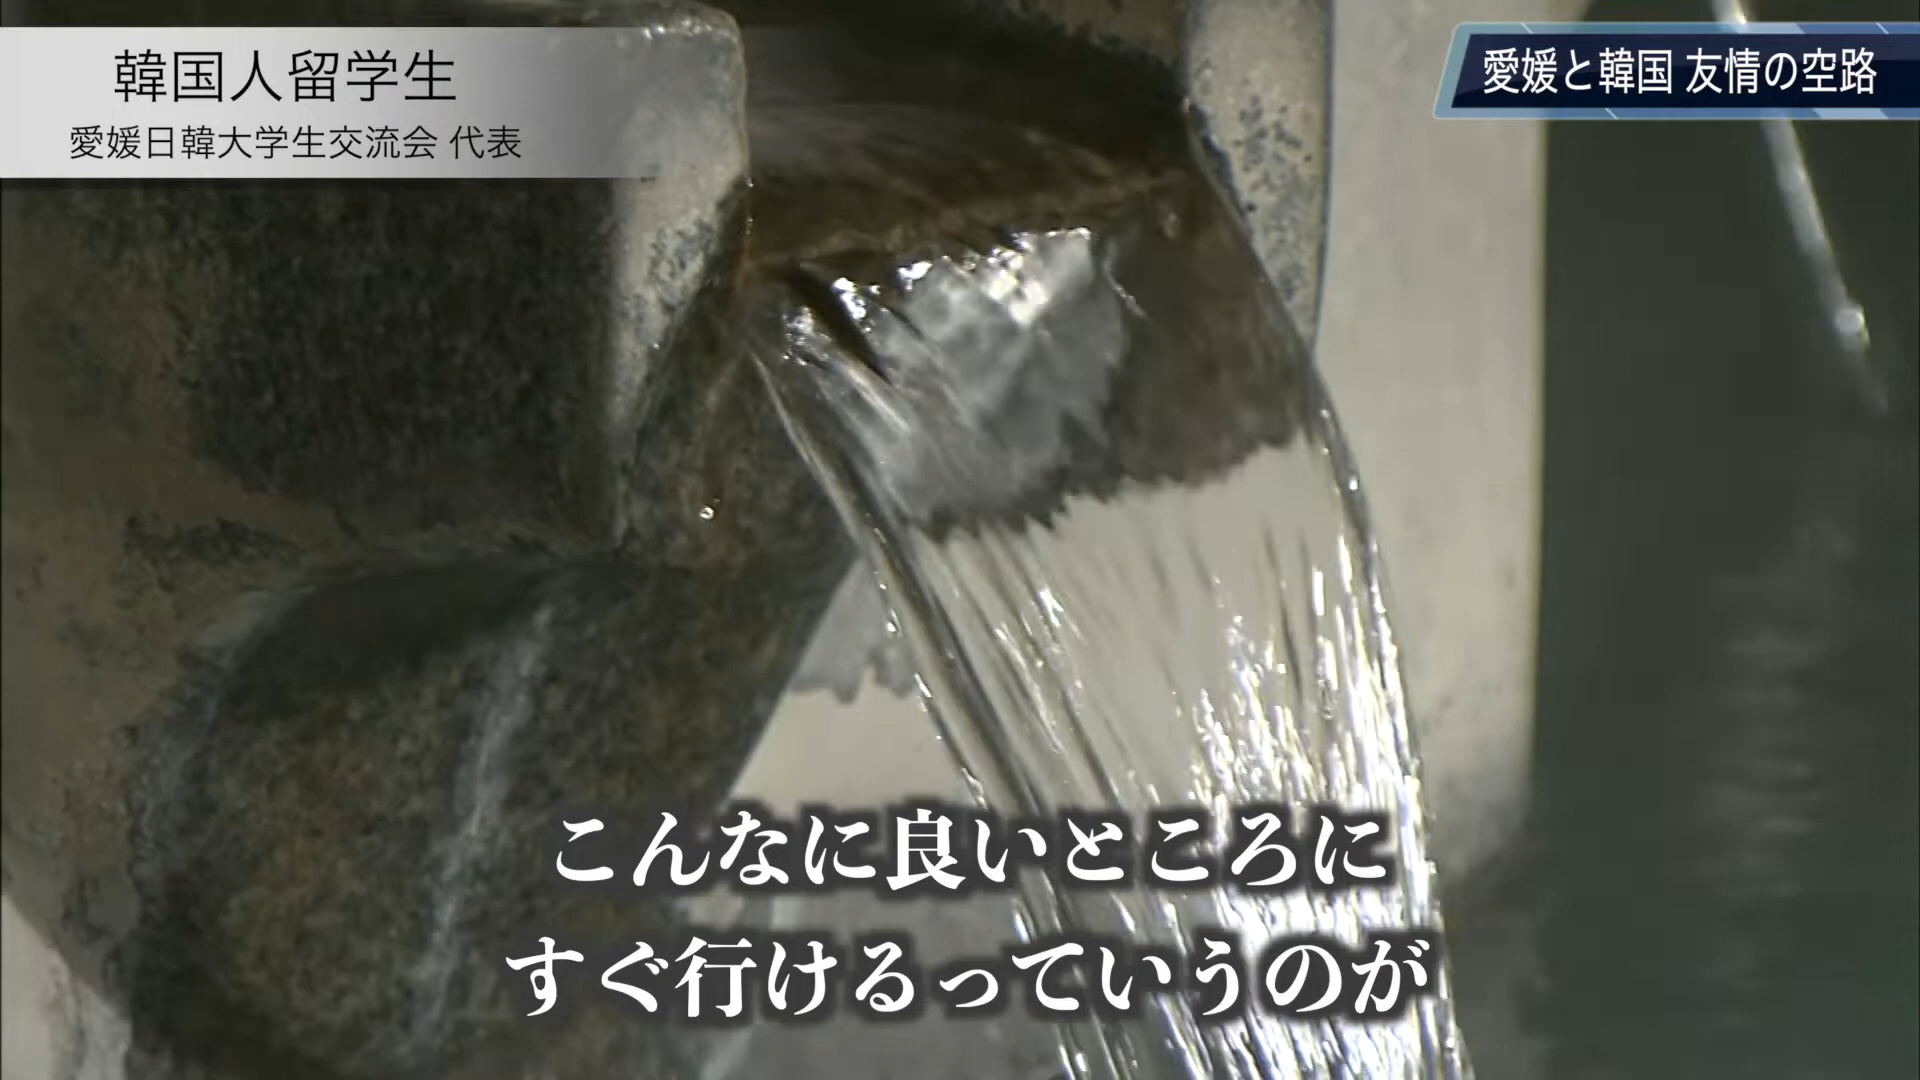 韓国人留学生
愛媛日韓大学生交流会 代表
愛媛と韓国 友情の空路
こんなに良いところに
すぐ行けるっていうのが